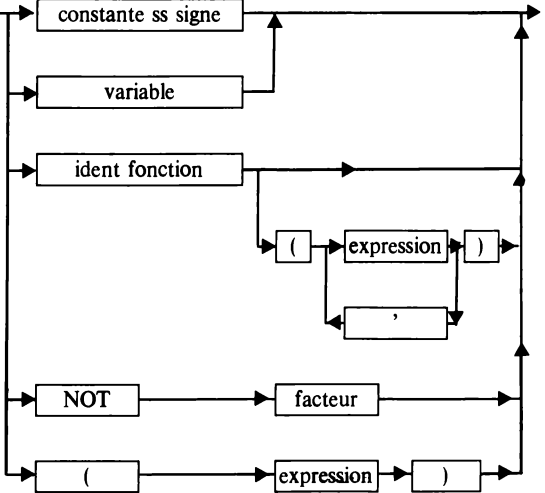 constante ss signe
variable
ident fonction
( expression )
,
NOT facteur
( expression )